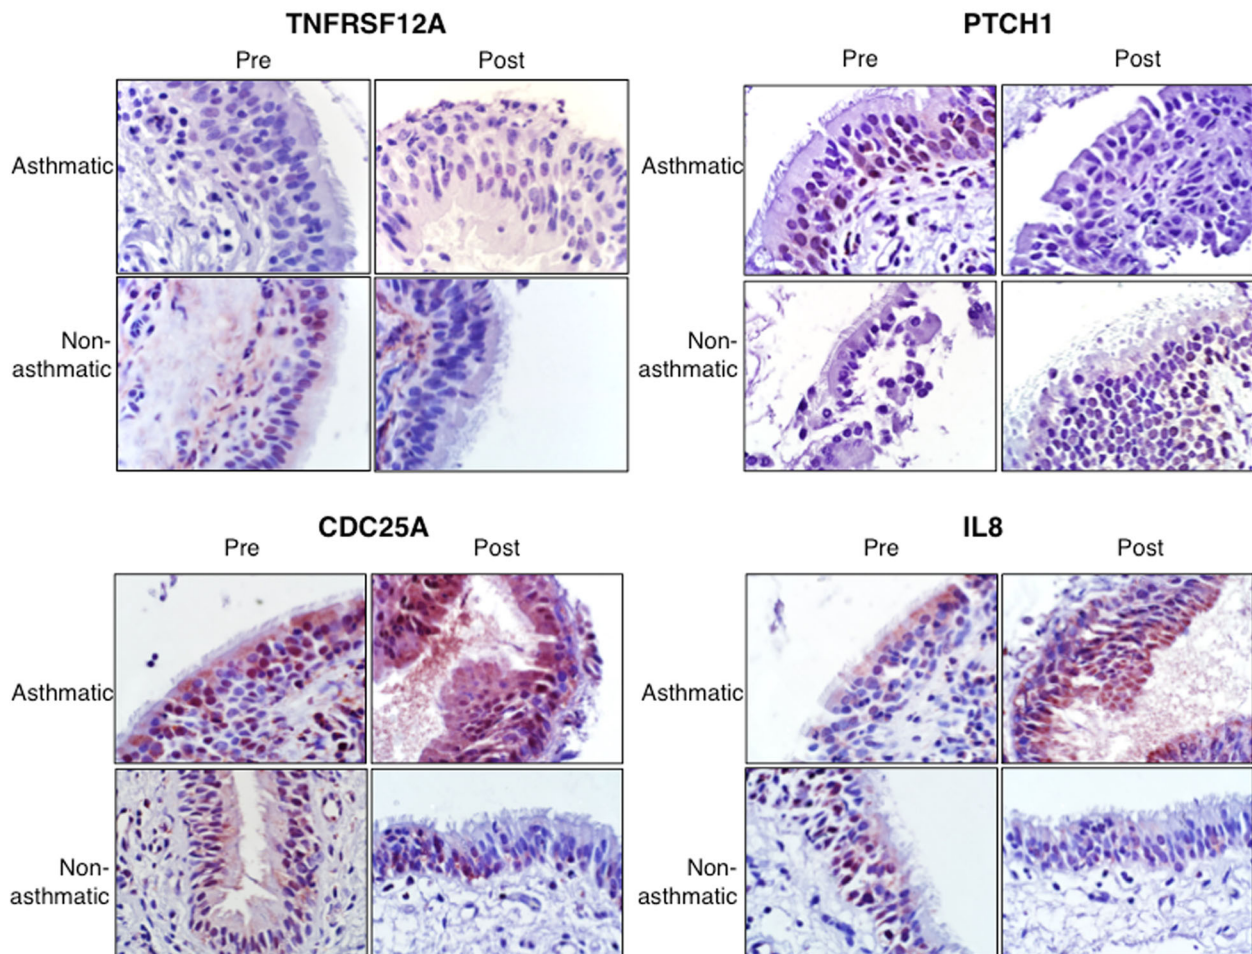 TNFRSF12A
Pre Post
Asthmatic
Non-
asthmatic
PTCH1
Pre Post
Asthmatic
Non-
asthmatic
CDC25A
Pre Post
Asthmatic
Non-
asthmatic
IL8
Pre Post
Asthmatic
Non-
asthmatic